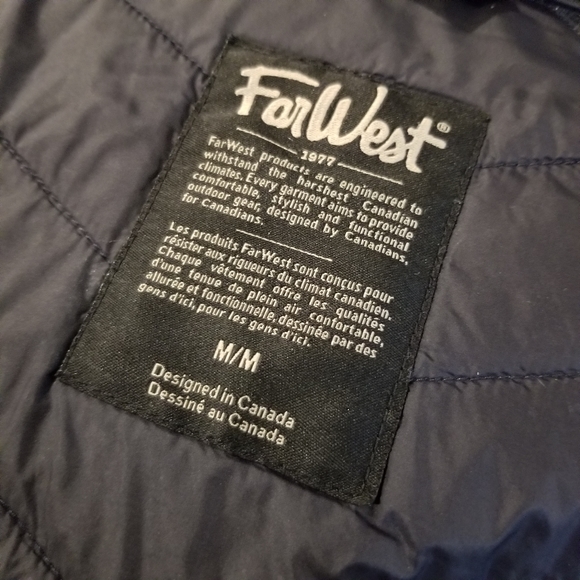 FarWest®
1977
FarWest products are engineered to
withstand the harshest Canadian
climates. Every garment aims to provide
comfortable, stylish and functional
outdoor gear, designed by Canadians,
for Canadians.
Les produits FarWest sont conçus pour
résister aux rigueurs du climat canadien.
Chaque vêtement offre les qualités
d'une tenue de plein air confortable,
allurée et fonctionnelle, dessinée par des
gens d'ici, pour les gens d'ici.
M/M
Designed in Canada
Dessiné au Canada